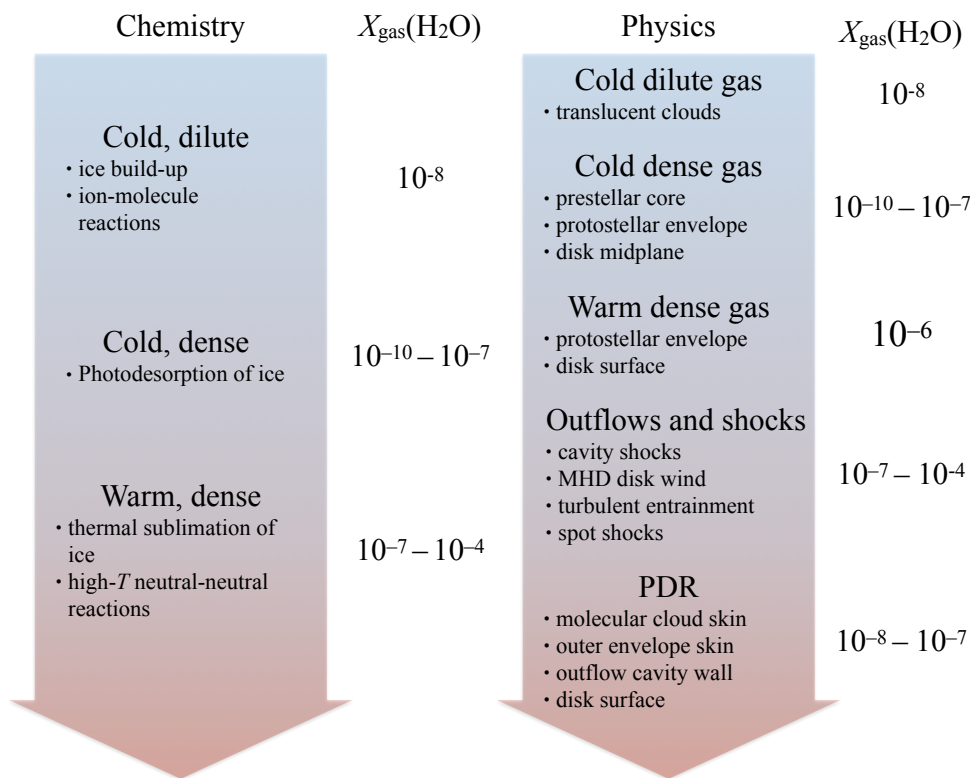 Chemistry
Xgas(H2O)
Cold, dilute
· ice build-up
· ion-molecule
reactions
10-8
Cold, dense
· Photodesorption of ice
10–10 – 10–7
Warm, dense
· thermal sublimation of
ice
· high-T neutral-neutral
reactions
10–7 – 10–4
Physics
Xgas(H2O)
Cold dilute gas
· translucent clouds
10-8
Cold dense gas
· prestellar core
· protostellar envelope
· disk midplane
10–10 – 10–7
Warm dense gas
· protostellar envelope
· disk surface
10–6
Outflows and shocks
· cavity shocks
· MHD disk wind
· turbulent entrainment
· spot shocks
10–7 – 10-4
PDR
· molecular cloud skin
· outer envelope skin
· outflow cavity wall
· disk surface
10–8 – 10–7